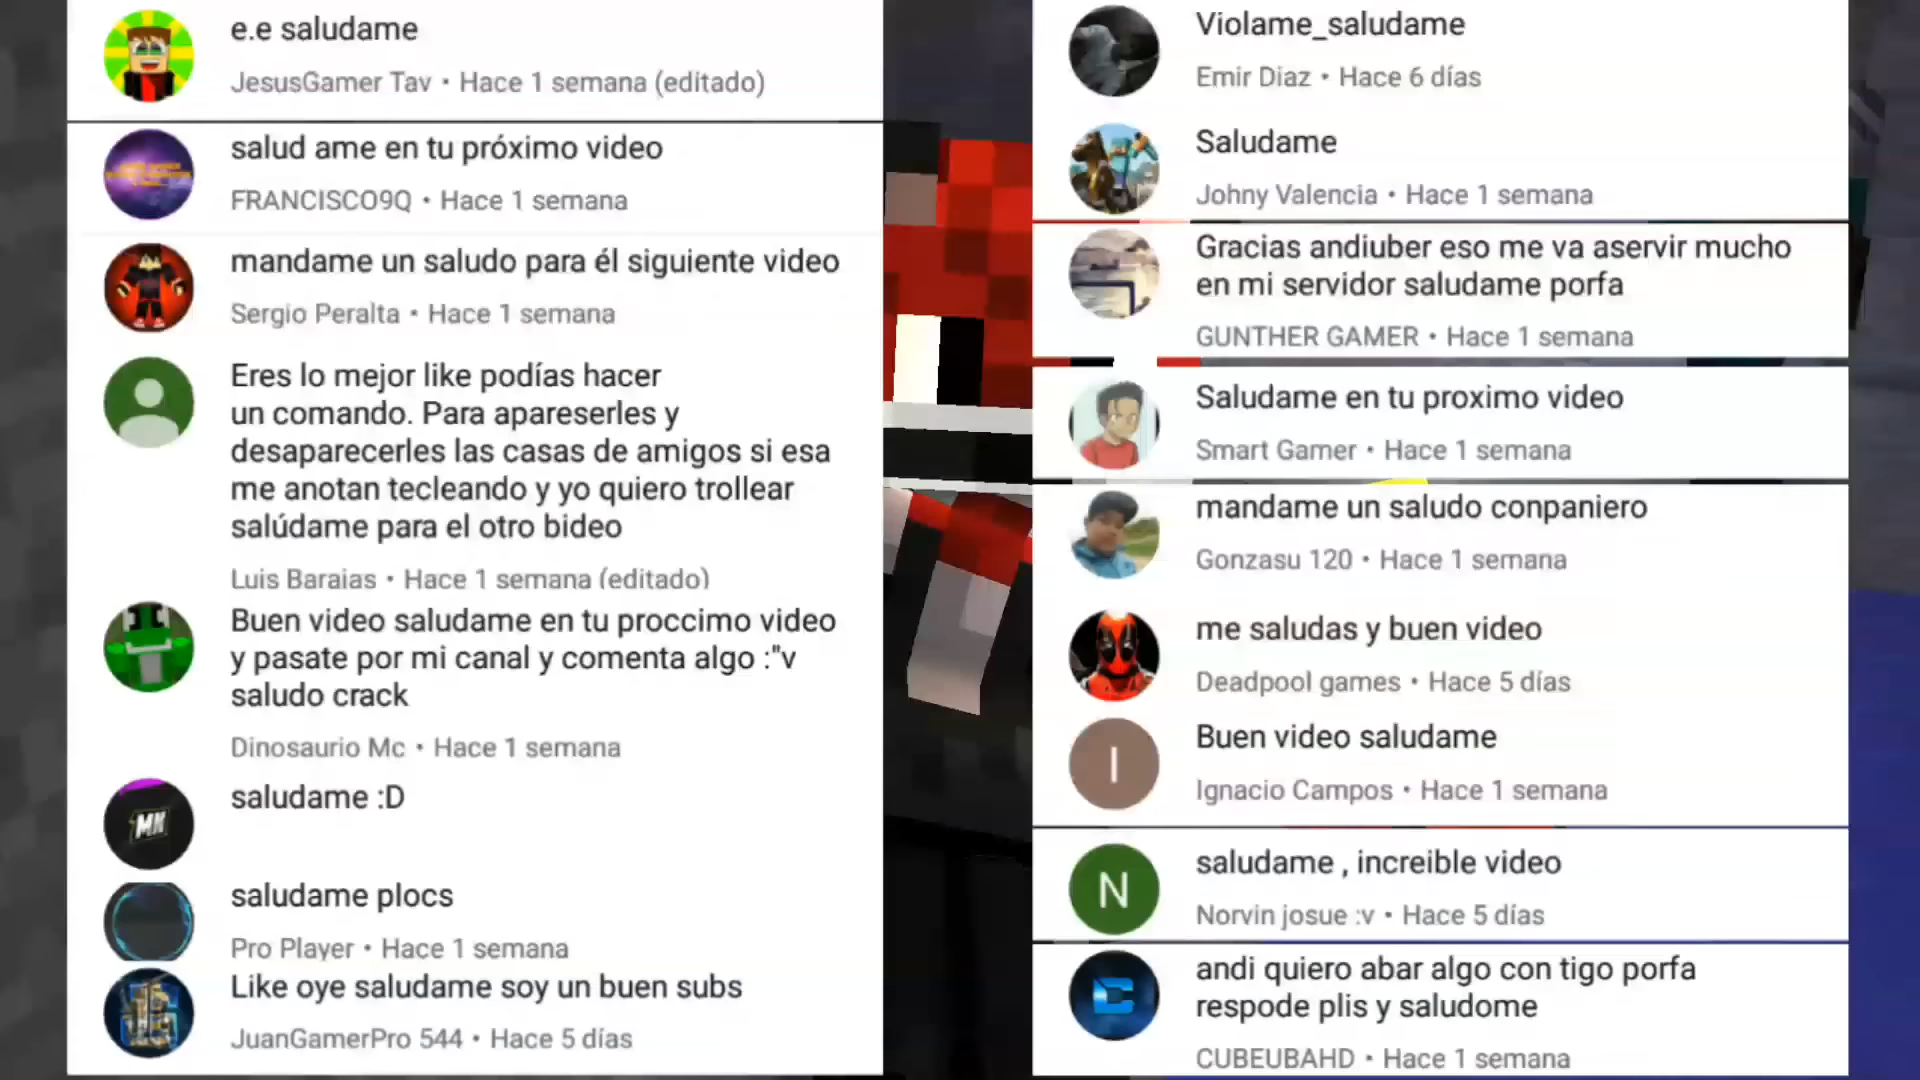 e.e saludame
JesusGamer Tav • Hace 1 semana (editado)
salud ame en tu próximo video
FRANCISCO9Q • Hace 1 semana
mandame un saludo para él siguiente video
Sergio Peralta • Hace 1 semana
Eres lo mejor like podías hacer
un comando. Para apareserles y
desaparecerles las casas de amigos si esa
me anotan tecleando y yo quiero trollear
salúdame para el otro bideo
Luis Baraias • Hace 1 semana (editado)
Buen video saludame en tu proccimo video
y pasate por mi canal y comenta algo :"v
saludo crack
Dinosaurio Mc • Hace 1 semana
MK
saludame :D
saludame plocs
Pro Player • Hace 1 semana
Like oye saludame soy un buen subs
JuanGamerPro 544 • Hace 5 días
Violame_saludame
Emir Diaz • Hace 6 días
Saludame
Johny Valencia • Hace 1 semana
Gracias andiuber eso me va aservir mucho
en mi servidor saludame porfa
GUNTHER GAMER • Hace 1 semana
Saludame en tu proximo video
Smart Gamer • Hace 1 semana
mandame un saludo conpaniero
Gonzasu 120 • Hace 1 semana
me saludas y buen video
Deadpool games • Hace 5 días
I
Buen video saludame
Ignacio Campos • Hace 1 semana
N
saludame , increible video
Norvin josue :v • Hace 5 días
andi quiero abar algo con tigo porfa
respode plis y saludome
CUBEUBAHD • Hace 1 semana